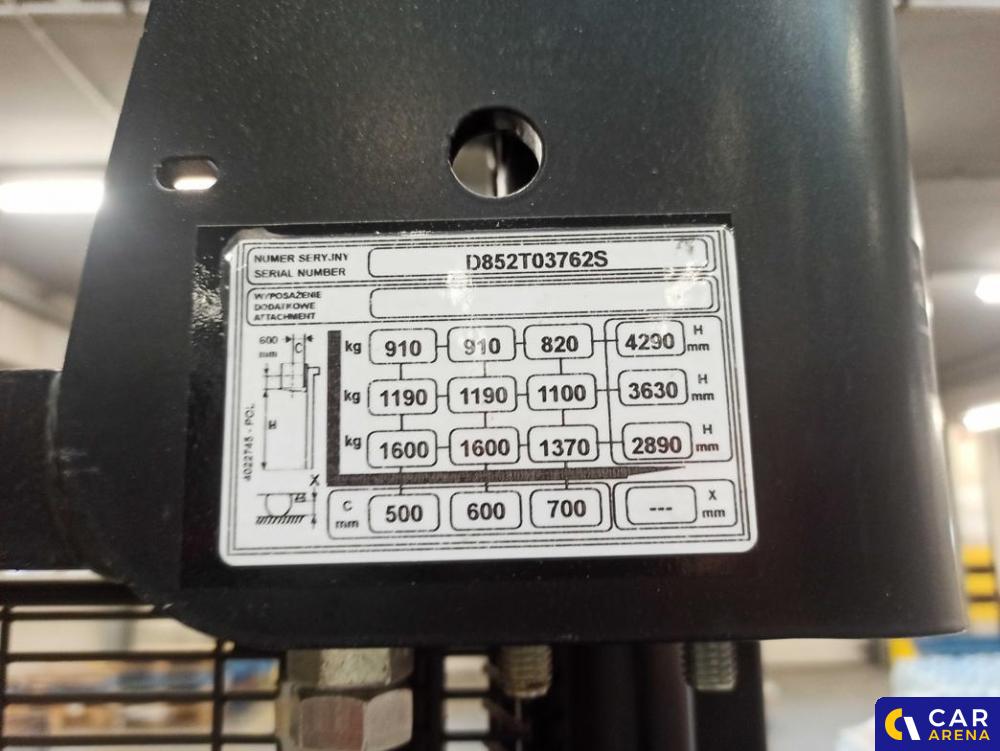 NUMER SERYJNY
SERIAL NUMBER
D852T03762S
WYPOSAŻENIE
DODATKOWE
ATTACHMENT
600
mm
C
H
X
4022745 - POL
kg 910 910 820 4290 H mm
kg 1190 1190 1100 3630 H mm
kg 1600 1600 1370 2890 H mm
C mm 500 600 700 --- X mm
CAR
ARENA